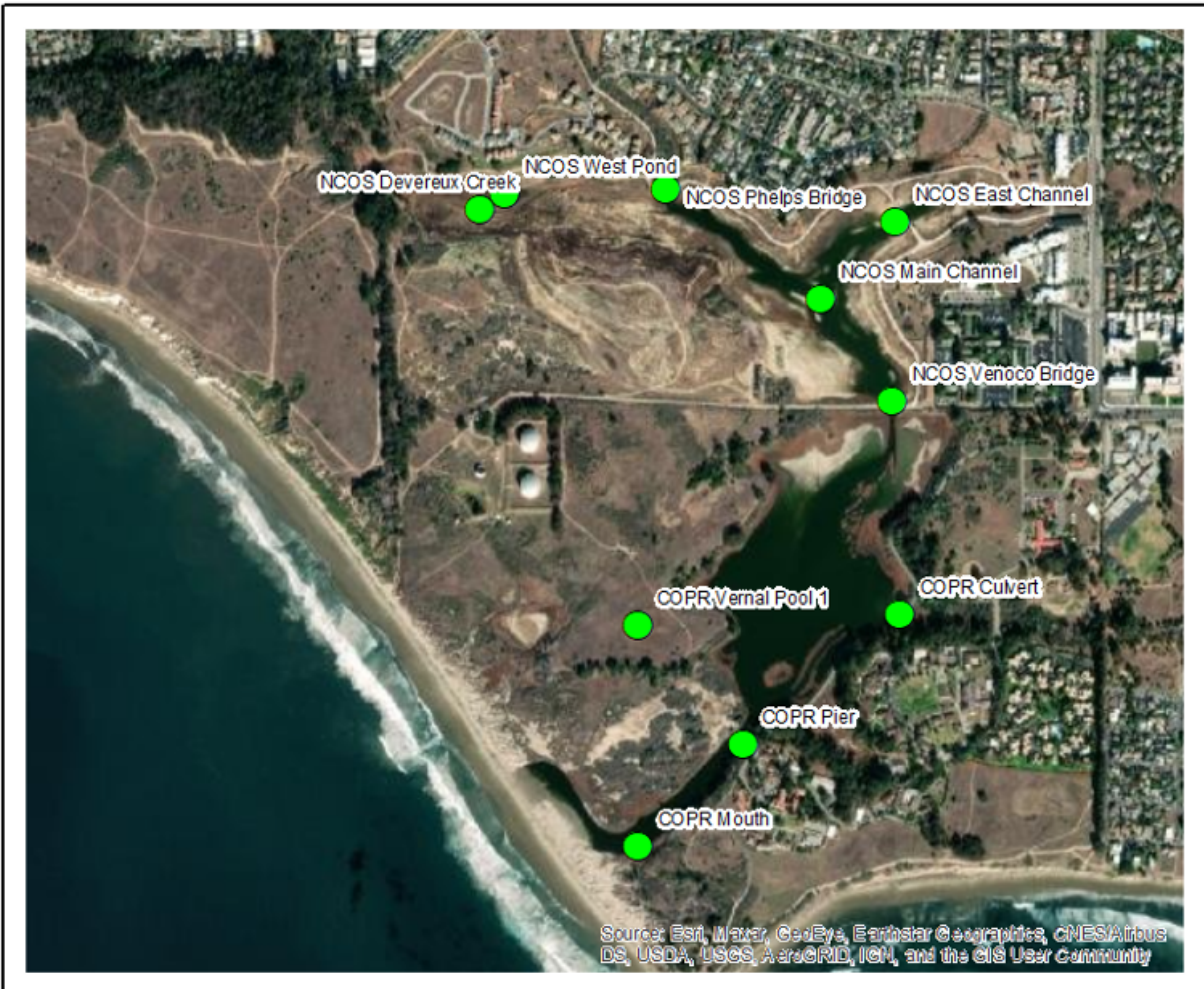 NCOS West Pond
NCOS Devereux Creek
NCOS Phelps Bridge
NCOS East Channel
NCOS Main Channel
NCOS Venoco Bridge
COPR Culvert
COPR Vernal Pool 1
COPR Pier
COPR Mouth
Source: Esri, Maxar, GeoEye, Earthstar Geographics, CNES/Airbus
DS, USDA, USGS, AeroGRID, IGN, and the GIS User Community